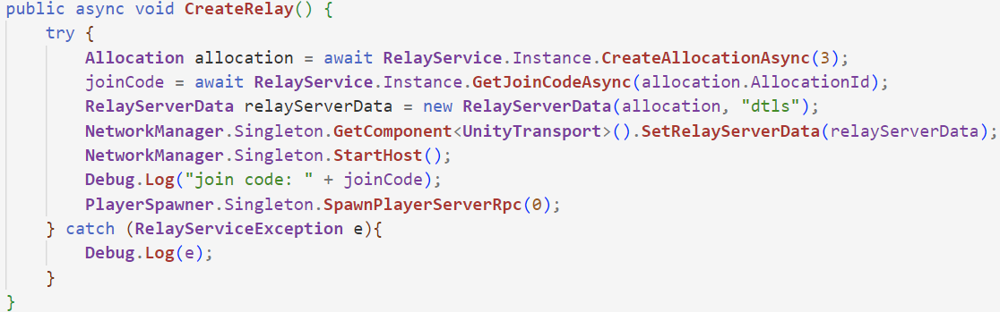 public async void CreateRelay() {
try {
Allocation allocation = await RelayService.Instance.CreateAllocationAsync(3);
joinCode = await RelayService.Instance.GetJoinCodeAsync(allocation.AllocationId);
RelayServerData relayServerData = new RelayServerData(allocation, "dtls");
NetworkManager.Singleton.GetComponent<UnityTransport>().SetRelayServerData(relayServerData);
NetworkManager.Singleton.StartHost();
Debug.Log("join code: " + joinCode);
PlayerSpawner.Singleton.SpawnPlayerServerRpc(0);
} catch (RelayServiceException e){
Debug.Log(e);
}
}